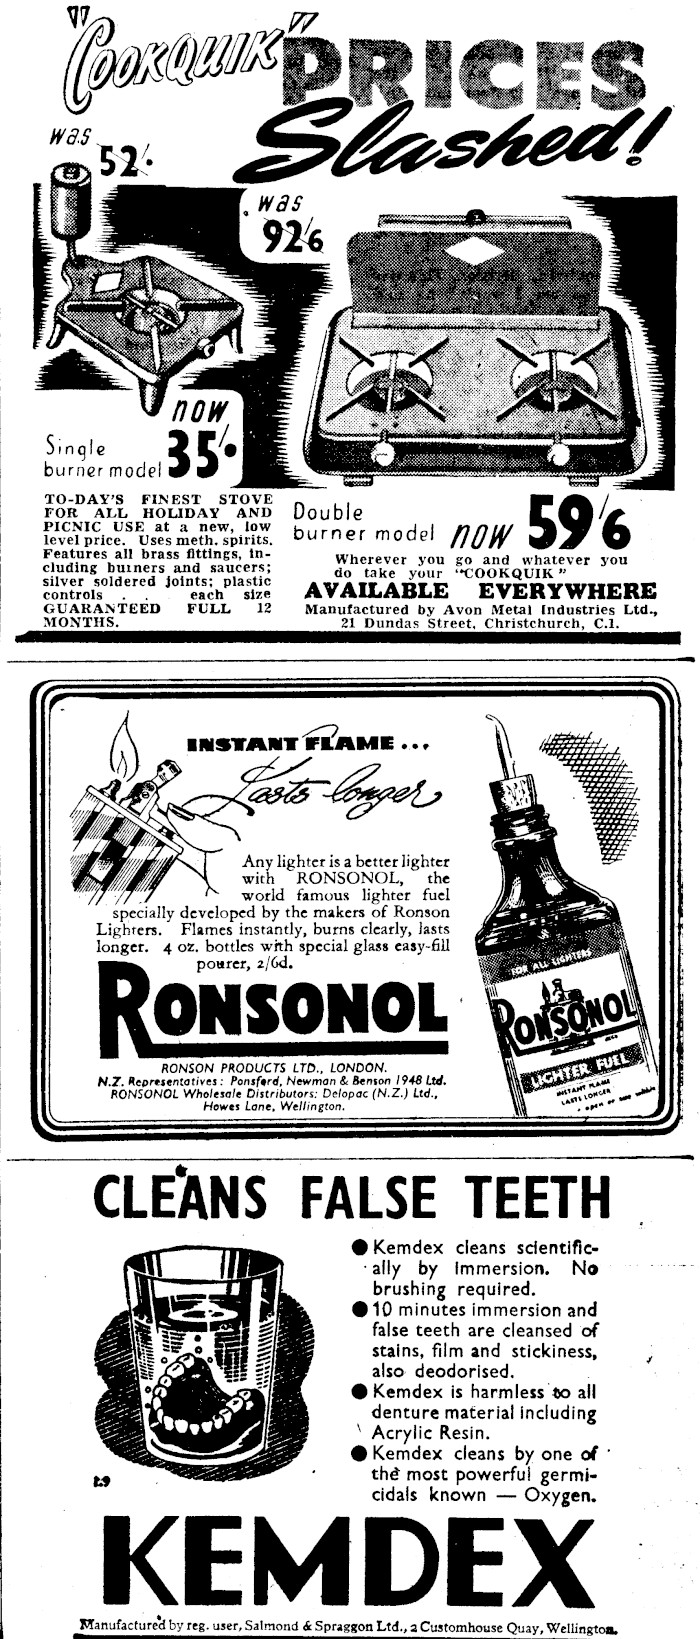 "COOKQUIK" PRICES
Slashed!
was
52/-
was
92/6
now
35/-
Single
burner model
TO-DAY'S FINEST STOVE
FOR ALL HOLIDAY AND
PICNIC USE at a new, low
level price. Uses meth. spirits.
Features all brass fittings, in-
cluding burners and saucers;
silver soldered joints; plastic
controls . . each size
GUARANTEED FULL 12
MONTHS.
Double
burner model now 59/6
Wherever you go and whatever you
do take your "COOKQUIK"
AVAILABLE EVERYWHERE
Manufactured by Avon Metal Industries Ltd.,
21 Dundas Street, Christchurch, C.1.
INSTANT FLAME...
Lasts longer
Any lighter is a better lighter
with RONSONOL, the
world famous lighter fuel
specially developed by the makers of Ronson
Lighters. Flames instantly, burns clearly, lasts
longer. 4 oz. bottles with special glass easy-fill
pourer, 2/6d.
RONSONOL
RONSON PRODUCTS LTD., LONDON.
N.Z. Representatives: Ponsford, Newman & Benson 1948 Ltd.
RONSONOL Wholesale Distributors: Delopac (N.Z.) Ltd.,
Howes Lane, Wellington.
FOR ALL LIGHTERS
RONSONOL
LIGHTER FUEL
INSTANT FLAME
LASTS LONGER
CLEANS FALSE TEETH
● Kemdex cleans scientific-
ally by immersion. No
brushing required.
● 10 minutes immersion and
false teeth are cleansed of
stains, film and stickiness,
also deodorised.
● Kemdex is harmless to all
denture material including
Acrylic Resin.
● Kemdex cleans by one of
the most powerful germi-
cidals known — Oxygen.
1.9
KEMDEX
Manufactured by reg. user, Salmond & Spraggon Ltd., 2 Customhouse Quay, Wellington.